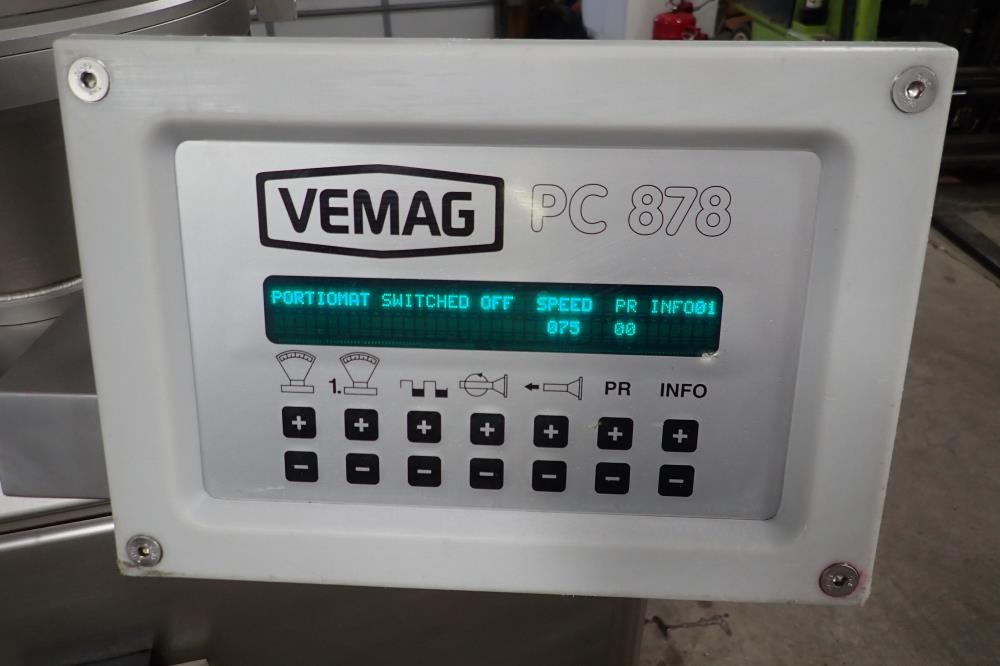 VEMAG PC 878
PORTIOMAT SWITCHED OFF SPEED PR INFO01
075 00
1. PR INFO
+ + + + + + +
- - - - - - -